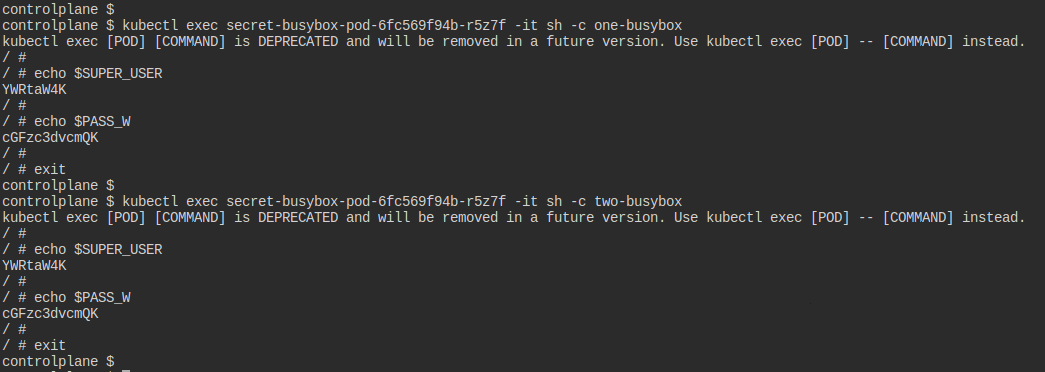 controlplane $
controlplane $ kubectl exec secret-busybox-pod-6fc569f94b-r5z7f -it sh -c one-busybox
kubectl exec [POD] [COMMAND] is DEPRECATED and will be removed in a future version. Use kubectl exec [POD] -- [COMMAND] instead.
/ #
/ # echo $SUPER_USER
YWRtaW4K
/ #
/ # echo $PASS_W
cGFzc3dvcmQK
/ #
/ # exit
controlplane $
controlplane $ kubectl exec secret-busybox-pod-6fc569f94b-r5z7f -it sh -c two-busybox
kubectl exec [POD] [COMMAND] is DEPRECATED and will be removed in a future version. Use kubectl exec [POD] -- [COMMAND] instead.
/ #
/ # echo $SUPER_USER
YWRtaW4K
/ #
/ # echo $PASS_W
cGFzc3dvcmQK
/ #
/ # exit
controlplane $